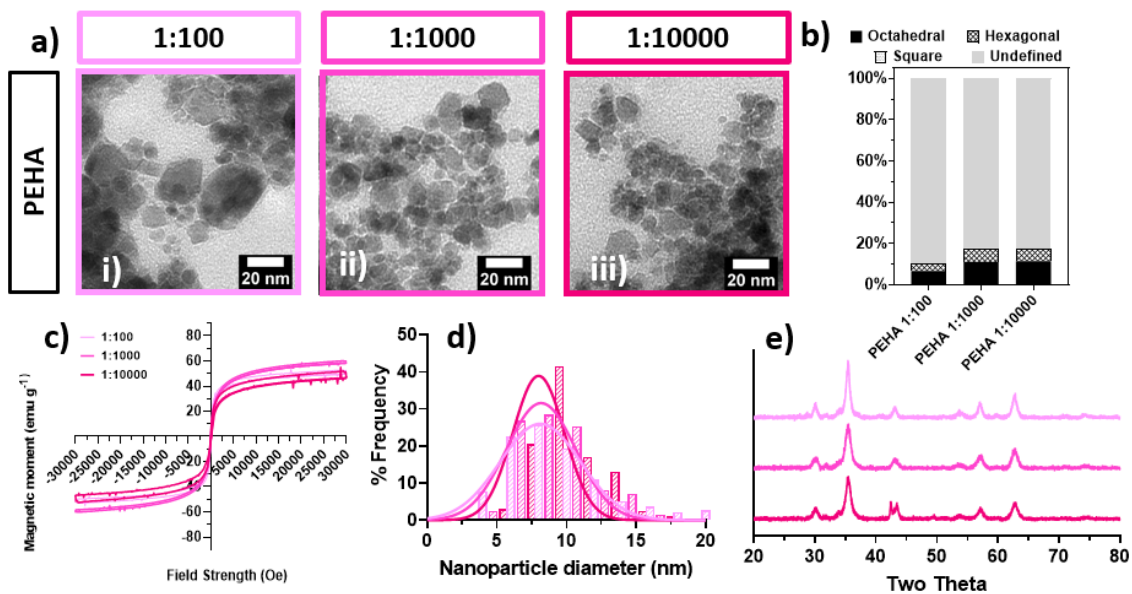 a)
1:100
1:1000
1:10000
PEHA
i)
20 nm
ii)
20 nm
iii)
20 nm
b)
Octahedral
Hexagonal
Square
Undefined
100%
80%
60%
40%
20%
0%
PEHA 1:100
PEHA 1:1000
PEHA 1:10000
c)
1:100
1:1000
1:10000
Magnetic moment (emu g⁻¹)
80
60
40
20
-30000
-25000
-20000
-15000
-10000
-5000
5000
10000
15000
20000
25000
30000
-40
-60
-80
Field Strength (Oe)
d)
% Frequency
50
40
30
20
10
0
0
5
10
15
20
Nanoparticle diameter (nm)
e)
20
30
40
50
60
70
80
Two Theta